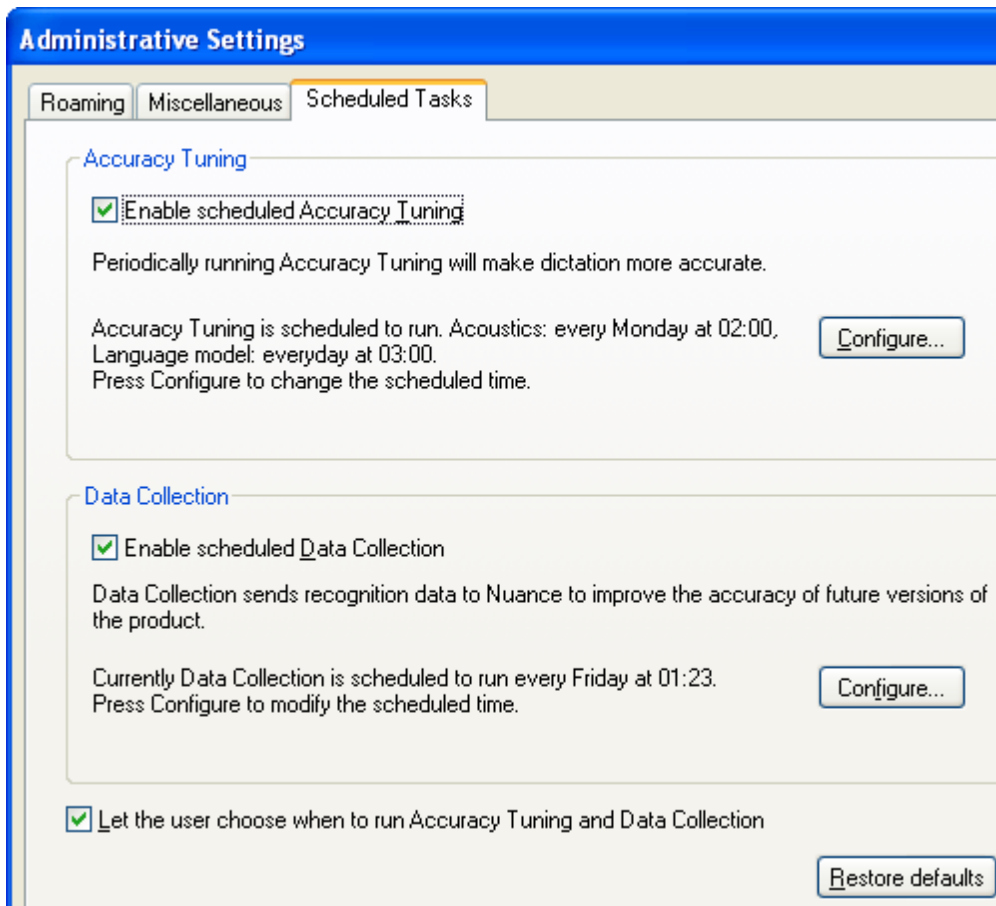 Administrative Settings
Roaming Miscellaneous Scheduled Tasks
Accuracy Tuning
Enable scheduled Accuracy Tuning
Periodically running Accuracy Tuning will make dictation more accurate.
Accuracy Tuning is scheduled to run. Acoustics: every Monday at 02:00,
Language model: everyday at 03:00.
Press Configure to change the scheduled time.
Configure...
Data Collection
Enable scheduled Data Collection
Data Collection sends recognition data to Nuance to improve the accuracy of future versions of
the product.
Currently Data Collection is scheduled to run every Friday at 01:23.
Press Configure to modify the scheduled time.
Configure...
Let the user choose when to run Accuracy Tuning and Data Collection
Restore defaults